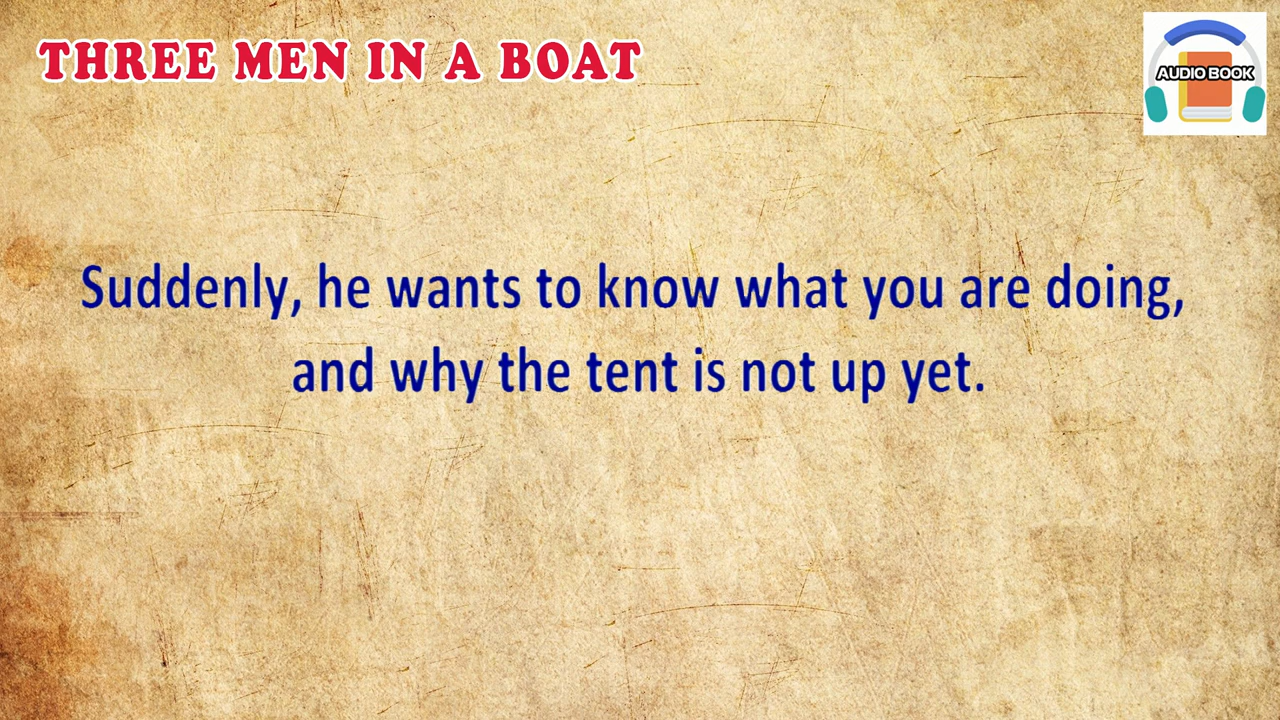 THREE MEN IN A BOAT
AUDIO BOOK
Suddenly, he wants to know what you are doing,
and why the tent is not up yet.